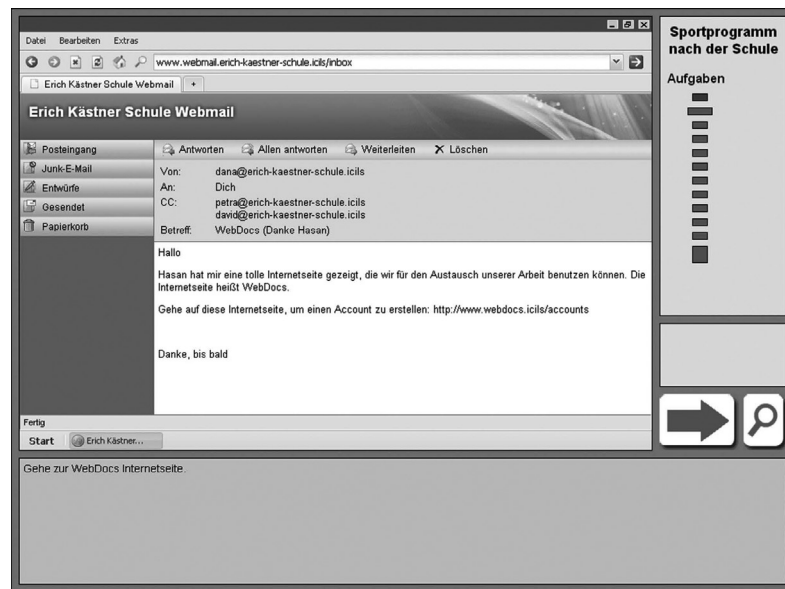 Datei Bearbeiten Extras
www.webmail.erich-kaestner-schule.icils/inbox
Erich Kästner Schule Webmail +
Erich Kästner Schule Webmail
Posteingang
Junk-E-Mail
Entwürfe
Gesendet
Papierkorb
Antworten Allen antworten Weiterleiten Löschen
Von: dana@erich-kaestner-schule.icils
An: Dich
CC: petra@erich-kaestner-schule.icils
david@erich-kaestner-schule.icils
Betreff: WebDocs (Danke Hasan)
Hallo
Hasan hat mir eine tolle Internetseite gezeigt, die wir für den Austausch unserer Arbeit benutzen können. Die
Internetseite heißt WebDocs.
Gehe auf diese Internetseite, um einen Account zu erstellen: http://www.webdocs.icils/accounts
Danke, bis bald
Fertig
Start Erich Kästner...
Sportprogramm
nach der Schule
Aufgaben
Gehe zur WebDocs Internetseite.